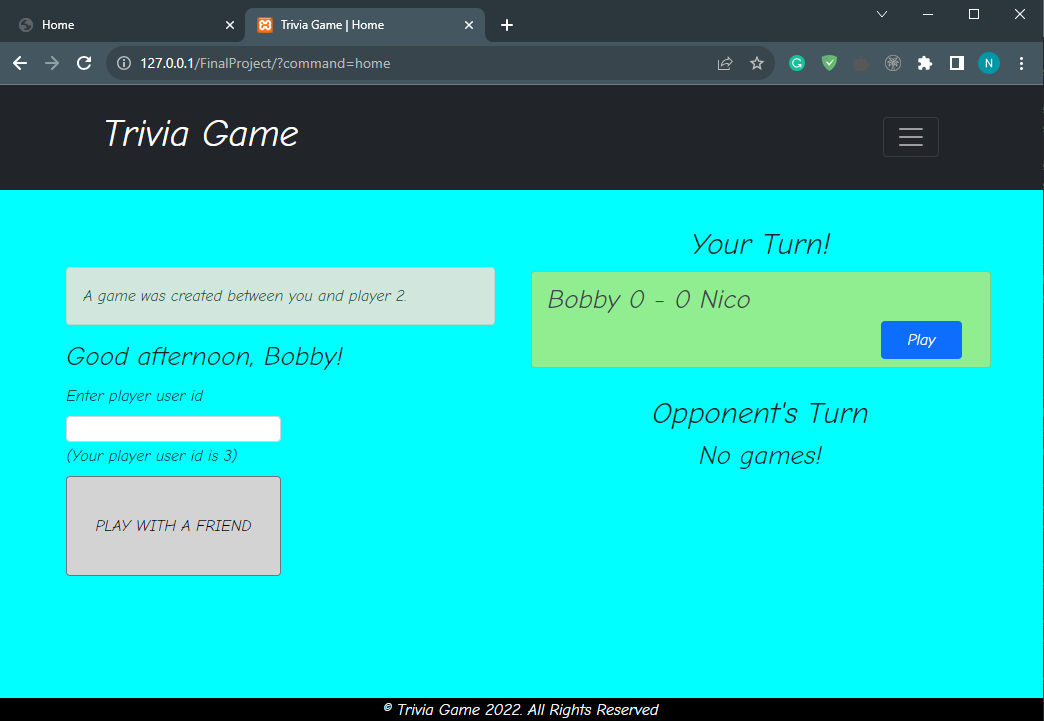 Home
Trivia Game | Home
127.0.0.1/FinalProject/?command=home
N
Trivia Game
A game was created between you and player 2.
Good afternoon, Bobby!
Enter player user id
(Your player user id is 3)
PLAY WITH A FRIEND
Your Turn!
Bobby 0 - 0 Nico
Play
Opponent's Turn
No games!
© Trivia Game 2022. All Rights Reserved